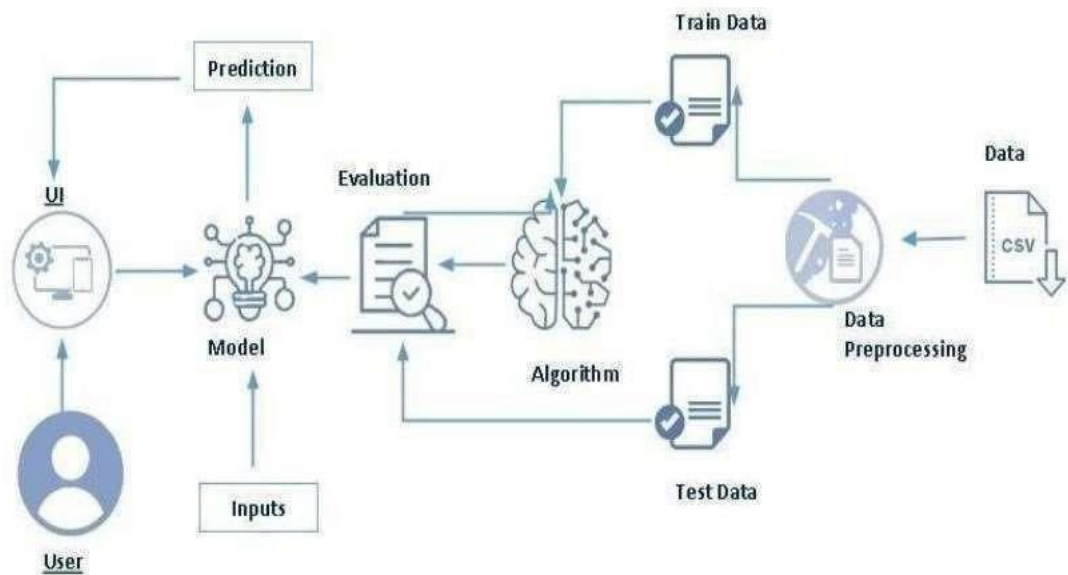 Train Data
Prediction
Data
Evaluation
UI
CSV
Model
Data
Preprocessing
Algorithm
Inputs
Test Data
User